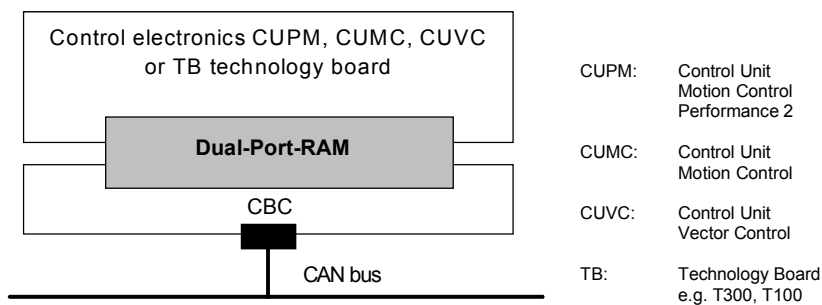 Control electronics CUPM, CUMC, CUVC
or TB technology board
Dual-Port-RAM
CBC
CAN bus
CUPM: Control Unit
Motion Control
Performance 2
CUMC: Control Unit
Motion Control
CUVC: Control Unit
Vector Control
TB: Technology Board
e.g. T300, T100